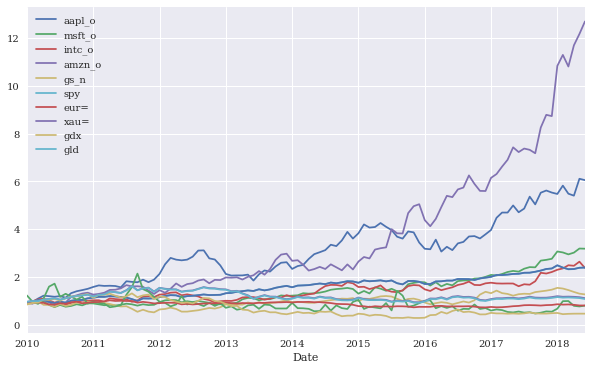 12
10
8
6
4
2
0
aapl_o
msft_o
intc_o
amzn_o
gs_n
spy
eur=
xau=
gdx
gld
2010 2011 2012 2013 2014 2015 2016 2017 2018
Date